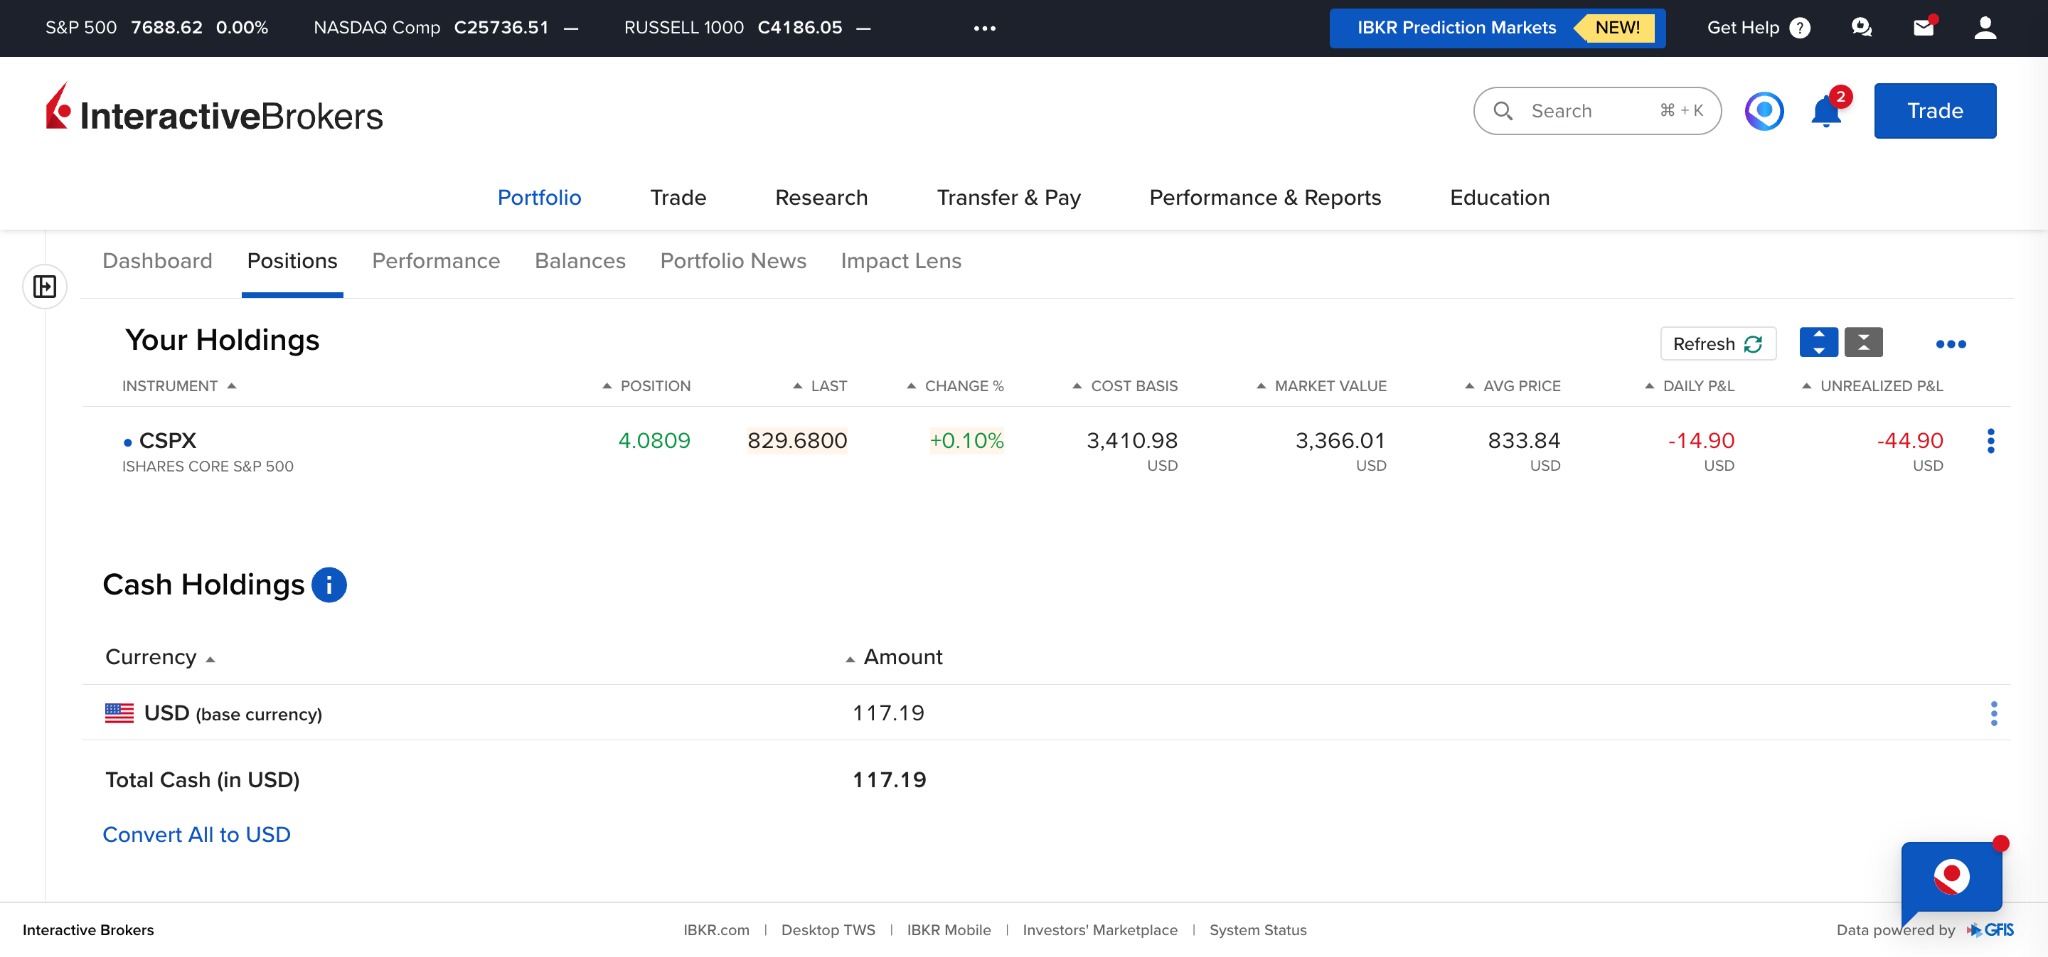 S&P 500 7688.62 0.00% NASDAQ Comp C25736.51 — RUSSELL 1000 C4186.05 — ••• IBKR Prediction Markets NEW! Get Help ?
InteractiveBrokers Search ⌘ + K 2 Trade
Portfolio Trade Research Transfer & Pay Performance & Reports Education
Dashboard Positions Performance Balances Portfolio News Impact Lens
Your Holdings Refresh
INSTRUMENT POSITION LAST CHANGE % COST BASIS MARKET VALUE AVG PRICE DAILY P&L UNREALIZED P&L
• CSPX 4.0809 829.6800 +0.10% 3,410.98 3,366.01 833.84 -14.90 -44.90
ISHARES CORE S&P 500 USD USD USD USD USD
Cash Holdings i
Currency Amount
USD (base currency) 117.19
Total Cash (in USD) 117.19
Convert All to USD
Interactive Brokers IBKR.com | Desktop TWS | IBKR Mobile | Investors' Marketplace | System Status Data powered by GFIS